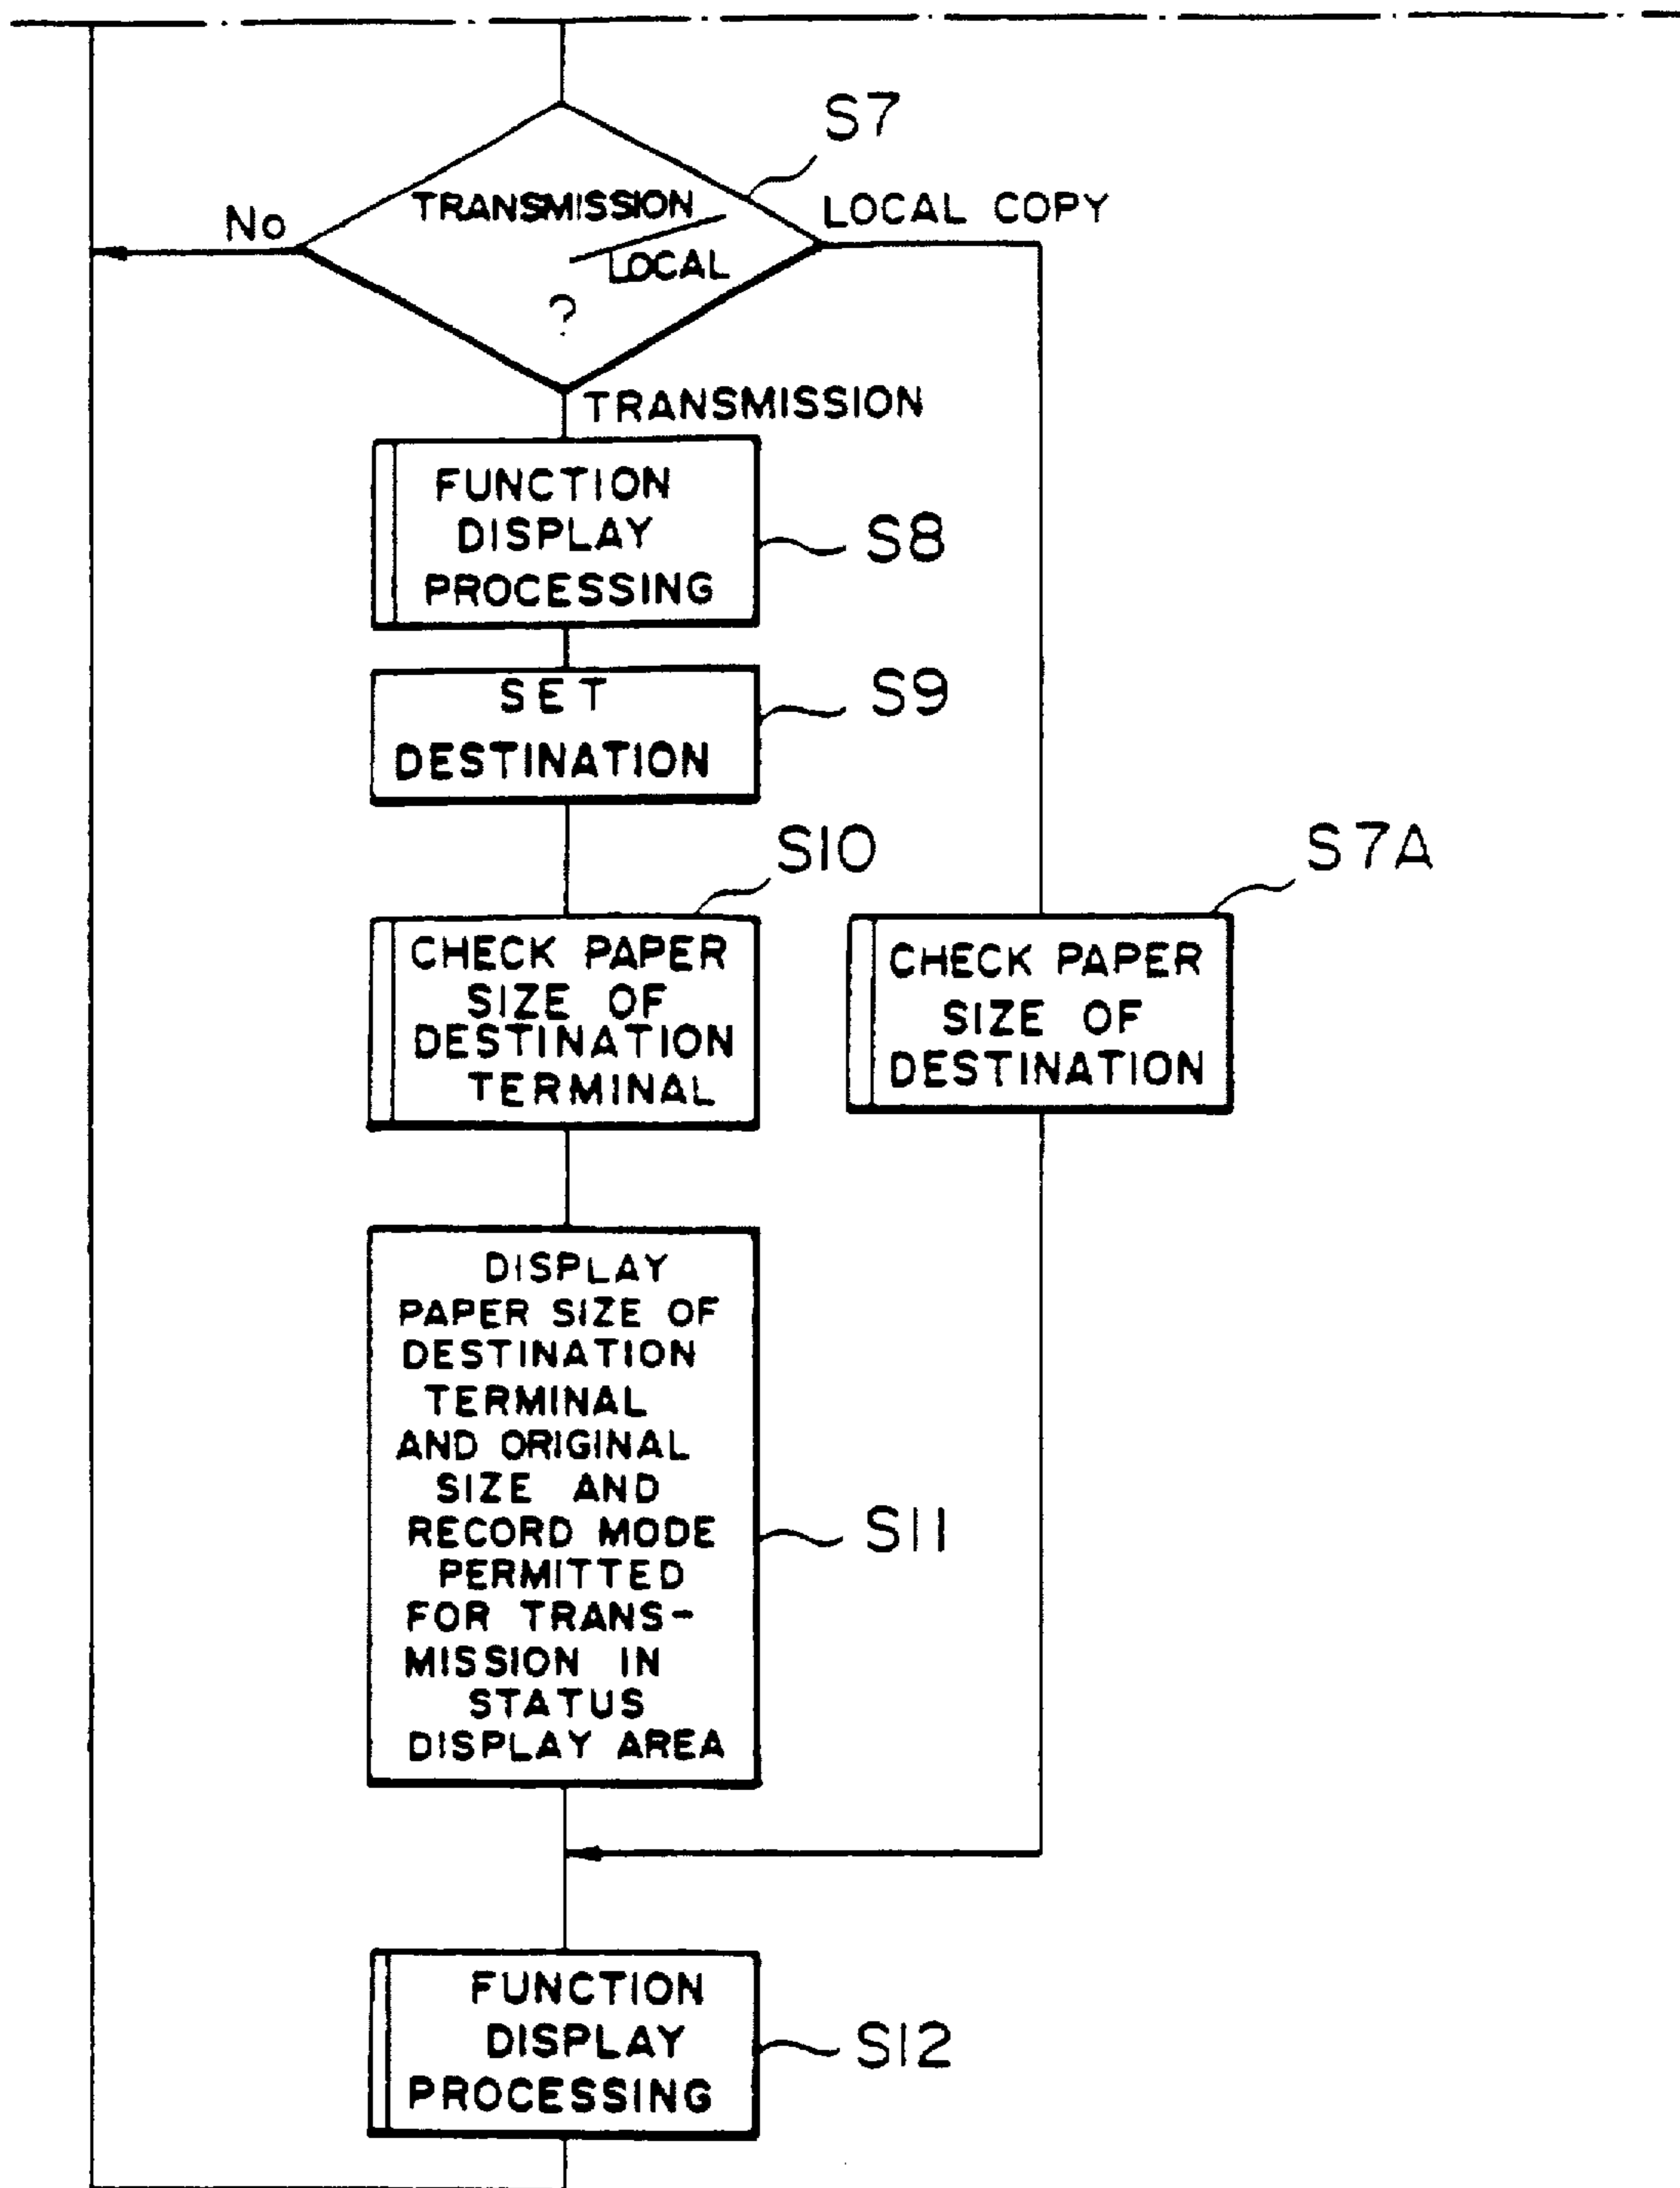 S7
No
TRANSMISSION
LOCAL COPY
LOCAL
?
TRANSMISSION
FUNCTION
DISPLAY
PROCESSING
S8
SET
DESTINATION
S9
S10
S7A
CHECK PAPER
SIZE OF
DESTINATION
TERMINAL
CHECK PAPER
SIZE OF
DESTINATION
DISPLAY
PAPER SIZE OF
DESTINATION
TERMINAL
AND ORIGINAL
SIZE AND
RECORD MODE
PERMITTED
FOR TRANS-
MISSION IN
STATUS
DISPLAY AREA
S11
FUNCTION
DISPLAY
PROCESSING
S12